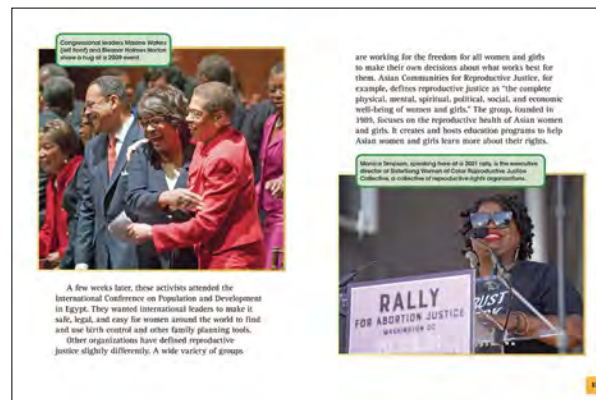 Congressional leaders Maxine Waters
(left front) and Eleanor Holmes Norton
share a hug at a 2009 event.
A few weeks later, these activists attended the
International Conference on Population and Development
in Egypt. They wanted international leaders to make it
safe, legal, and easy for women around the world to find
and use birth control and other family planning tools.
Other organizations have defined reproductive
justice slightly differently. A wide variety of groups
are working for the freedom for all women and girls
to make their own decisions about what works best for
them. Asian Communities for Reproductive Justice, for
example, defines reproductive justice as “the complete
physical, mental, spiritual, political, social, and economic
well-being of women and girls.” The group, founded in
1989, focuses on the reproductive health of Asian women
and girls. It creates and hosts education programs to help
Asian women and girls learn more about their rights.
Monica Simpson, speaking here at a 2021 rally, is the executive
director of SisterSong Women of Color Reproductive Justice
Collective, a collective of reproductive rights organizations.
RALLY
FOR ABORTION JUSTICE
WASHINGTON DC